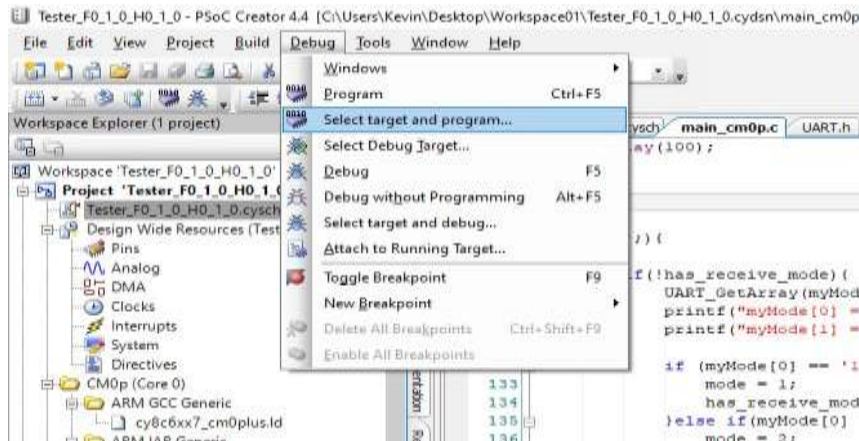 Tester_F0_1_0_H0_1_0 - PSoC Creator 4.4 [C:\Users\Kevin\Desktop\Workspace01\Tester_F0_1_0_H0_1_0.cydsn\main_cm0p
File Edit View Project Build Debug Tools Window Help
Windows
Program Ctrl+F5
Select target and program...
Select Debug Target...
Debug F5
Debug without Programming Alt+F5
Select target and debug...
Attach to Running Target...
Toggle Breakpoint F9
New Breakpoint
Delete All Breakpoints Ctrl+Shift+F9
Enable All Breakpoints
Workspace Explorer (1 project)
Workspace 'Tester_F0_1_0_H0_1_0'
Project 'Tester_F0_1_0_H0_1_
Tester_F0_1_0_H0_1_0.cysch
Design Wide Resources (Test
Pins
Analog
DMA
Clocks
Interrupts
System
Directives
CM0p (Core 0)
ARM GCC Generic
cy8c6xx7_cm0plus.ld
ARM IAR Generic
ysch main_cm0p.c UART.h
ay(100);
;){
f(!has_receive_mode){
UART_GetArray(myMod
printf("myMode[0] =
printf("myMode[1] =
if (myMode[0] == '1
133 mode = 1;
134 has_receive_mod
135 }else if(myMode[0]
136 mode = 2;